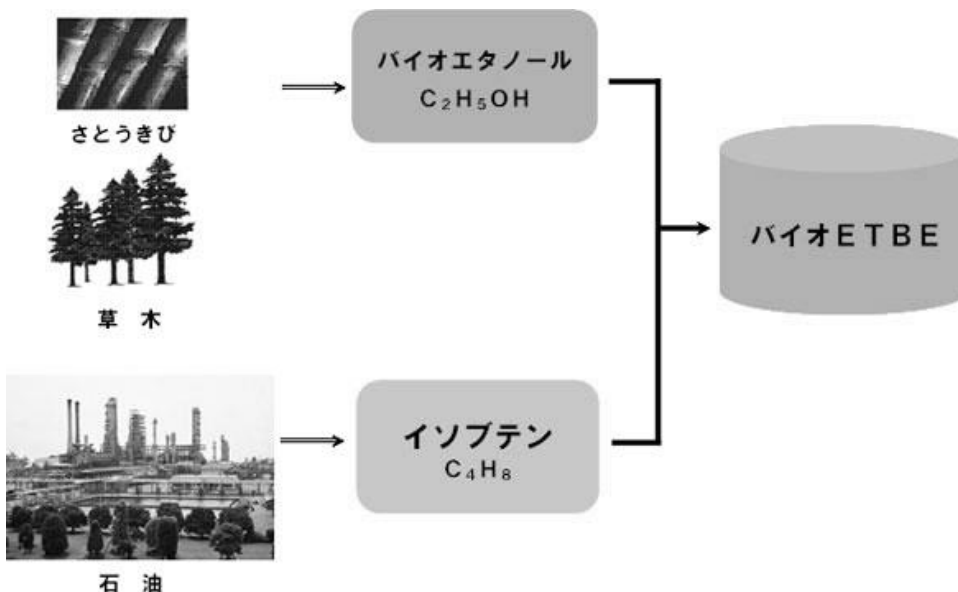 さとうきび
バイオエタノール
C₂H₅OH
草 木
バイオETBE
イソブテン
C₄H₈
石 油